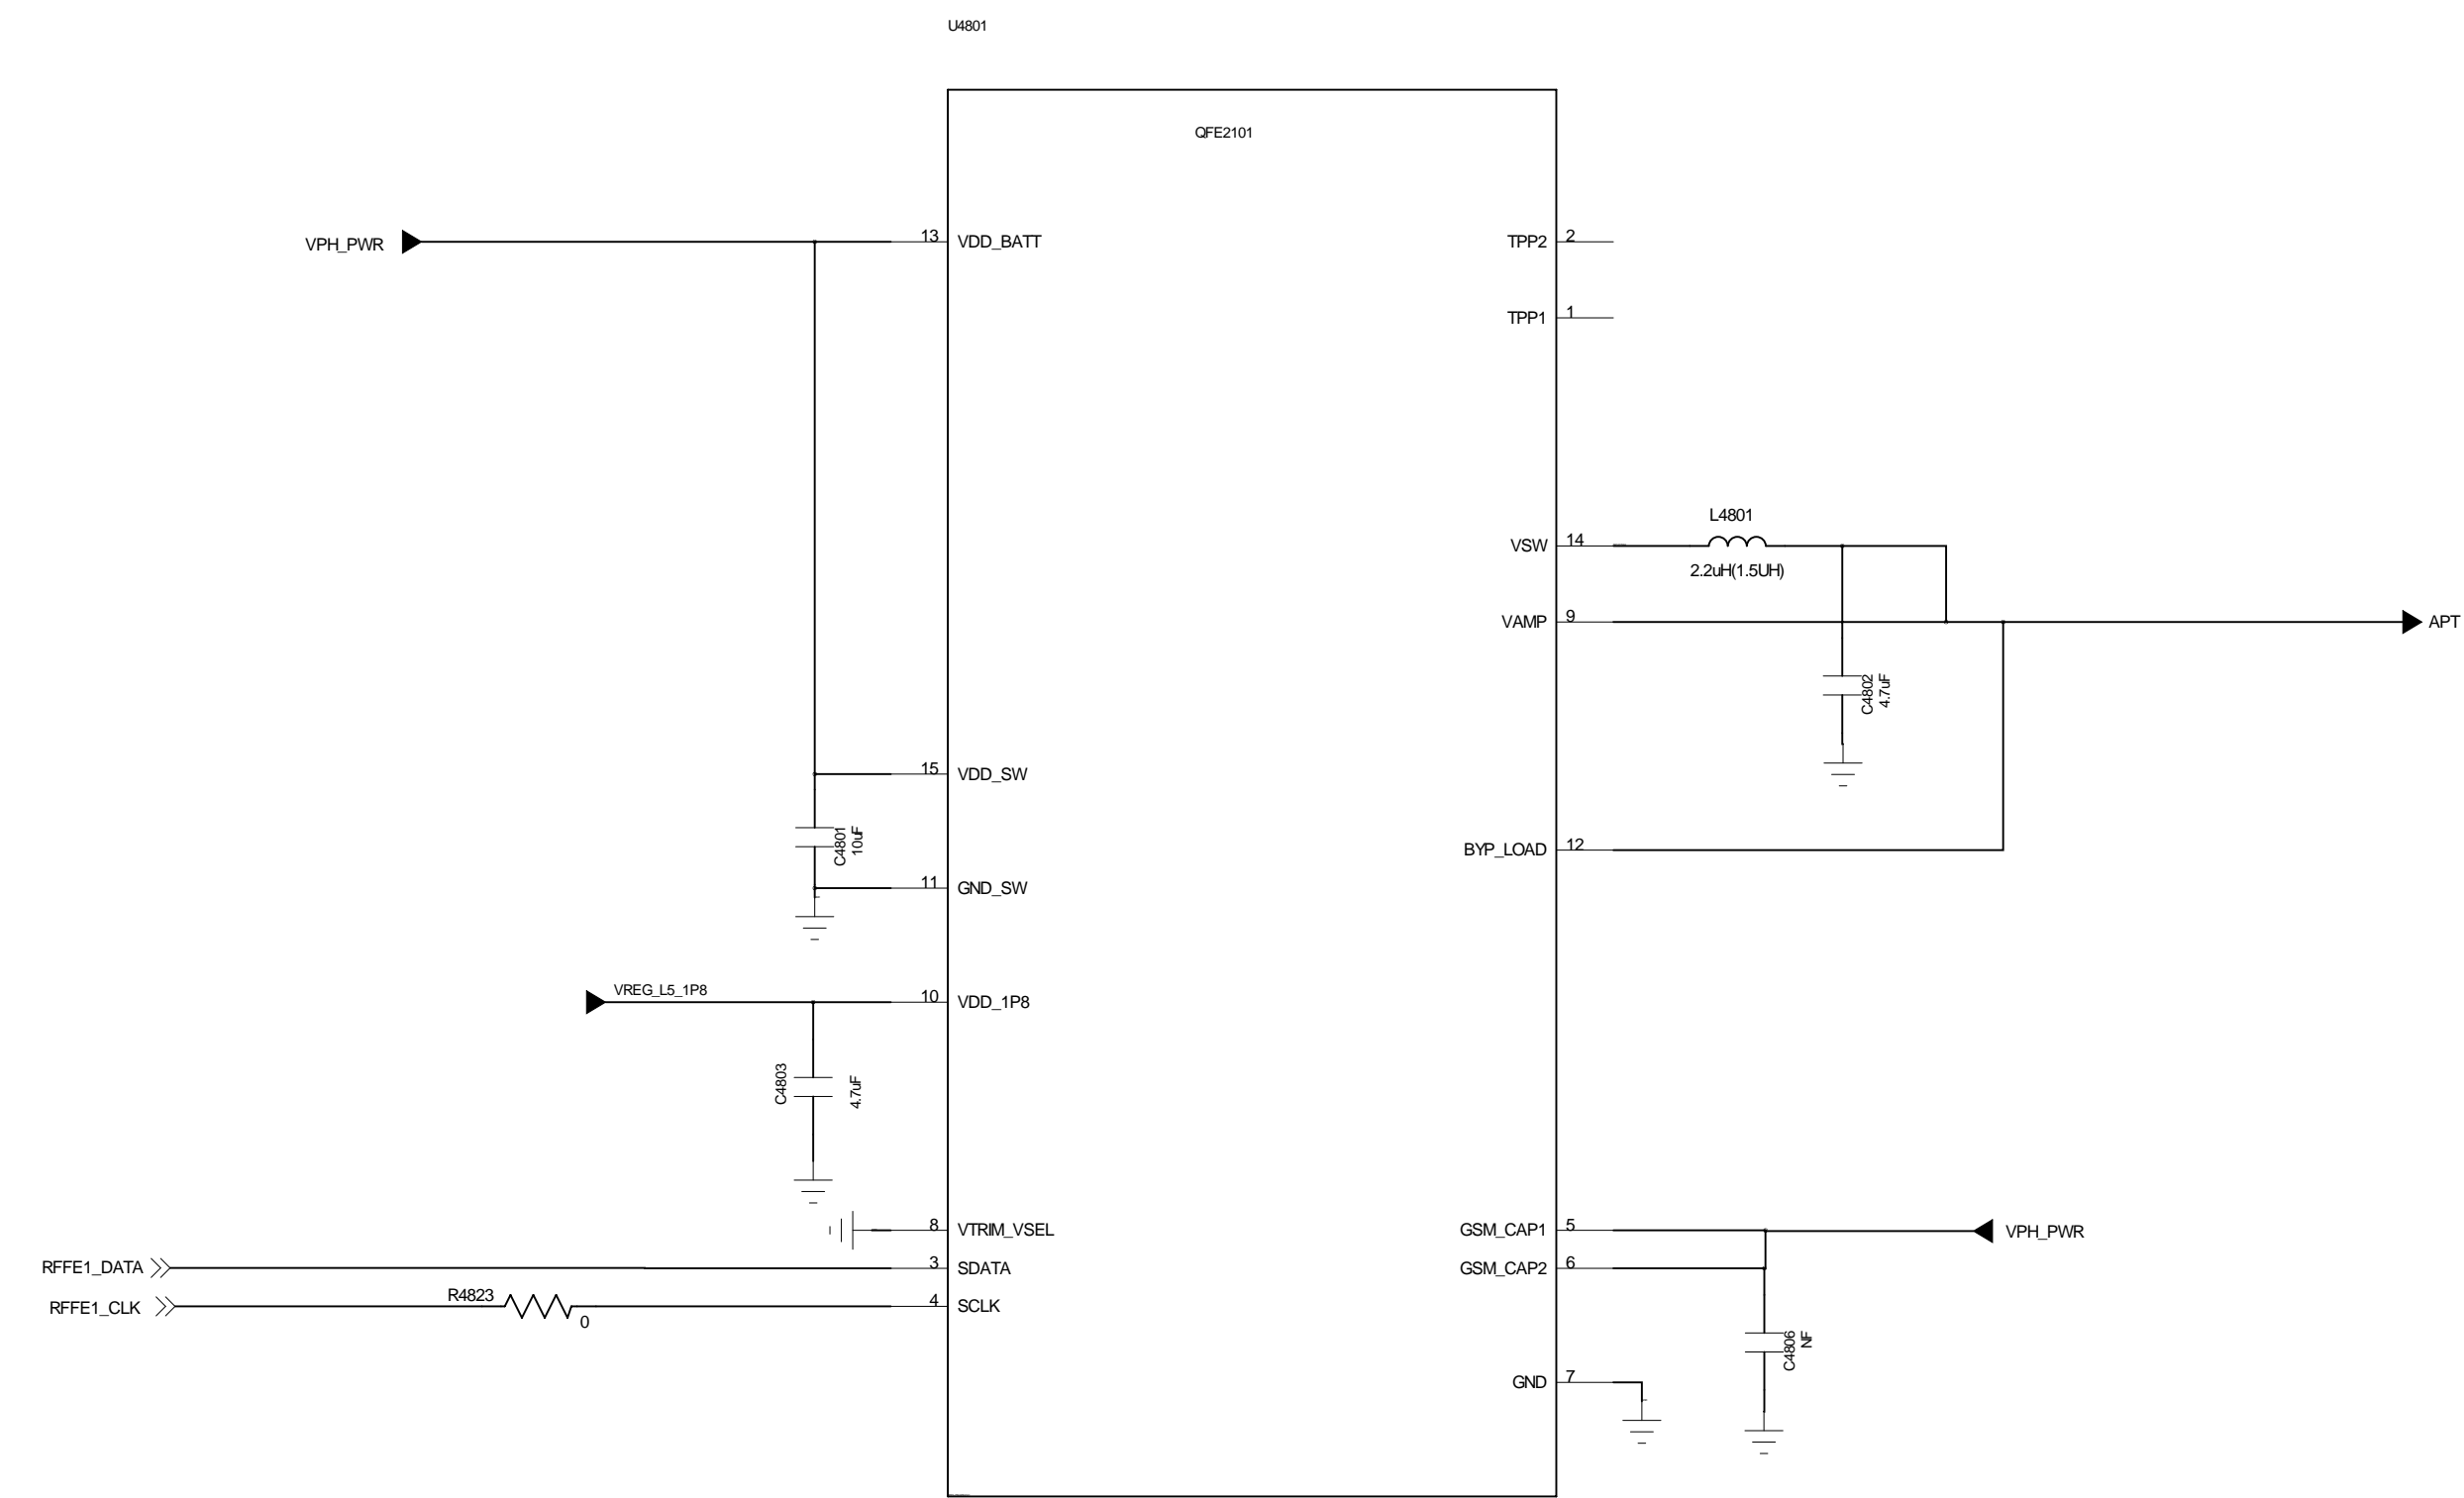 U4801
QFE2101
VPH_PWR
13 VDD_BATT
TPP2 2
TPP1 1
L4801
VSW 14
2.2uH(1.5UH)
VAMP 9
APT
C4802
4.7uF
15 VDD_SW
C4801
10uF
BYP_LOAD 12
11 GND_SW
VREG_L5_1P8
10 VDD_1P8
C4803
4.7uF
8 VTRIM_VSEL
GSM_CAP1 5
VPH_PWR
RFFE1_DATA
3 SDATA
GSM_CAP2 6
RFFE1_CLK
R4823
0
4 SCLK
C4806
NF
GND 7